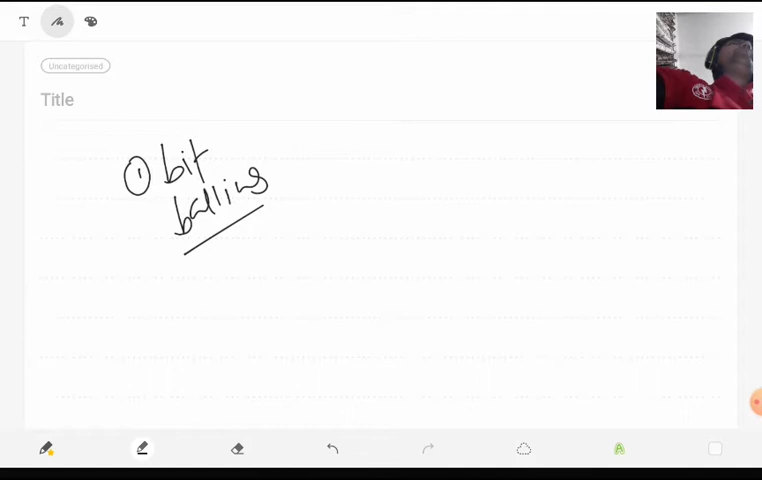 T
Uncategorised
Title
① bit
balling
A